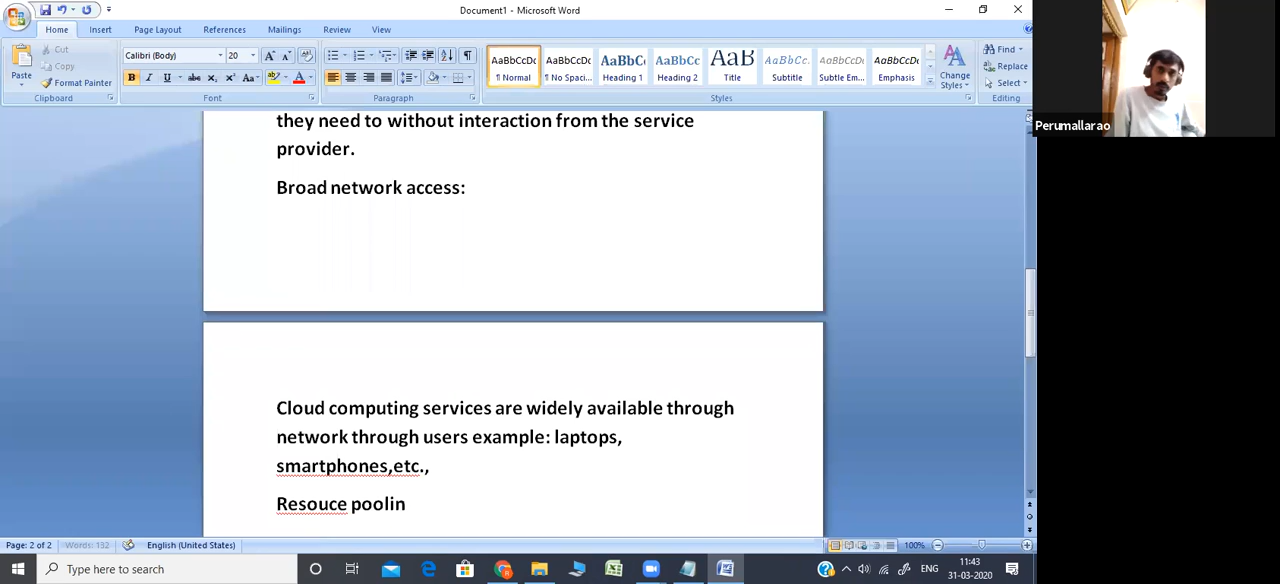 Document1 - Microsoft Word
Home Insert Page Layout References Mailings Review View
Cut
Copy
Format Painter
Paste
Clipboard
Calibri (Body) 20
Font
Paragraph
AaBbCcDc AaBbCcDc AaBbC AaBbCc AaB AaBbCc. AaBbCcDc AaBbCcDc
¶ Normal ¶ No Spaci... Heading 1 Heading 2 Title Subtitle Subtle Em... Emphasis
Styles
Change
Styles
Find
Replace
Select
Editing
Perumallarao
they need to without interaction from the service
provider.
Broad network access:
Cloud computing services are widely available through
network through users example: laptops,
smartphones,etc.,
Resouce poolin
Page: 2 of 2 Words: 132 English (United States) 100%
Type here to search
ENG
11:43
31-03-2020